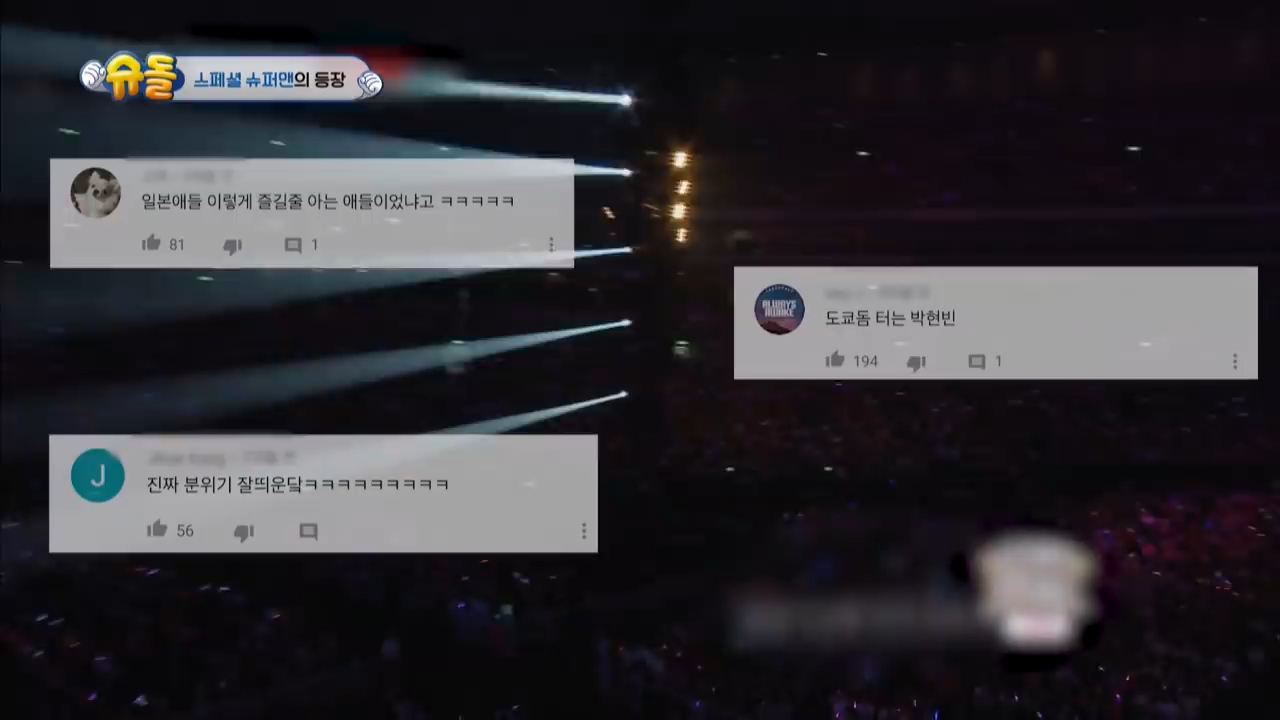 슈돌 스페셜 슈퍼맨의 등장
일본애들 이렇게 즐길줄 아는 애들이었냐고 ㅋㅋㅋㅋㅋ
81 1
ALWAYS AWAKE
도쿄돔 터는 박현빈
194 1
J
진짜 분위기 잘띄운닼ㅋㅋㅋㅋㅋㅋㅋㅋㅋ
56